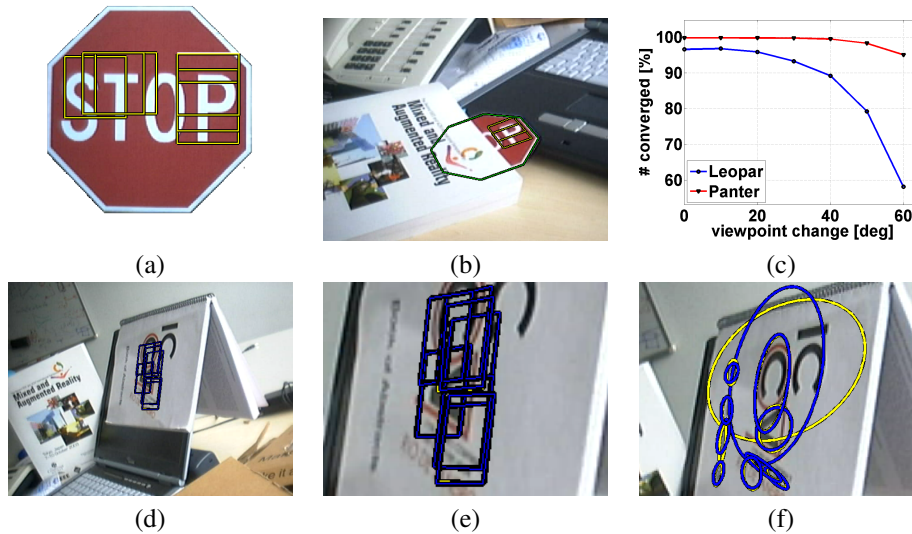 STOP
Mixed and
Augmented Reality
P
# converged [%]
100
90
80
70
60
Leopar
Panter
0
20
40
60
viewpoint change [deg]
(a)
(b)
(c)
Mixed and
Augmented Reality
(d)
(e)
(f)